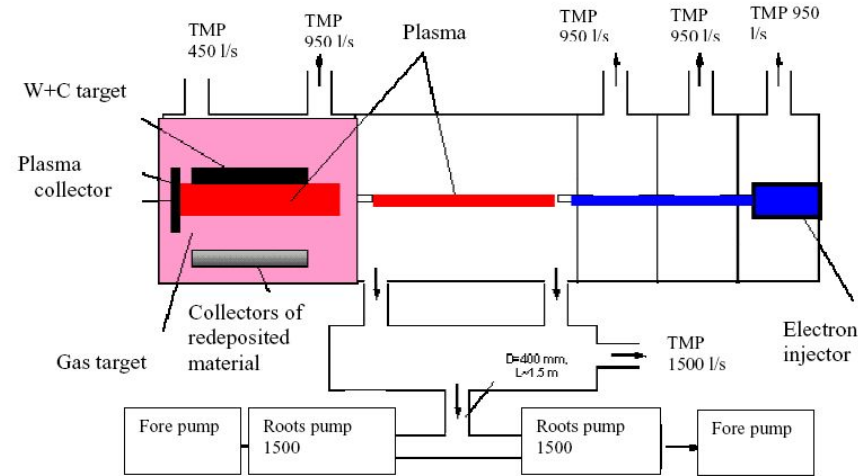 TMP
450 l/s
TMP
950 l/s
Plasma
TMP
950 l/s
TMP
950 l/s
TMP 950
l/s
W+C target
Plasma
collector
Gas target
Collectors of
redeposited
material
D=400 mm,
L~1.5 m
TMP
1500 l/s
Electron
injector
Fore pump
Roots pump
1500
Roots pump
1500
Fore pump